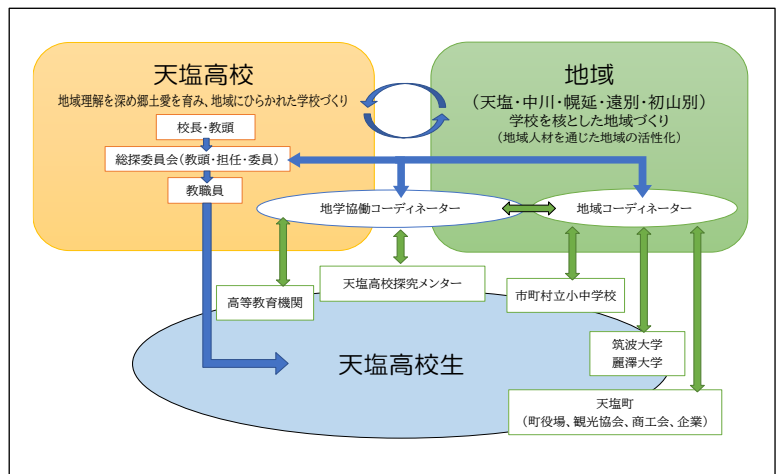 天塩高校
地域理解を深め郷土愛を育み、地域にひらかれた学校づくり
校長・教頭
総探委員会(教頭・担任・委員)
教職員
地域
(天塩・中川・幌延・遠別・初山別)
学校を核とした地域づくり
(地域人材を通じた地域の活性化)
地学協働コーディネーター
地域コーディネーター
高等教育機関
天塩高校探究メンター
市町村立小中学校
筑波大学
麗澤大学
天塩高校生
天塩町
(町役場、観光協会、商工会、企業)